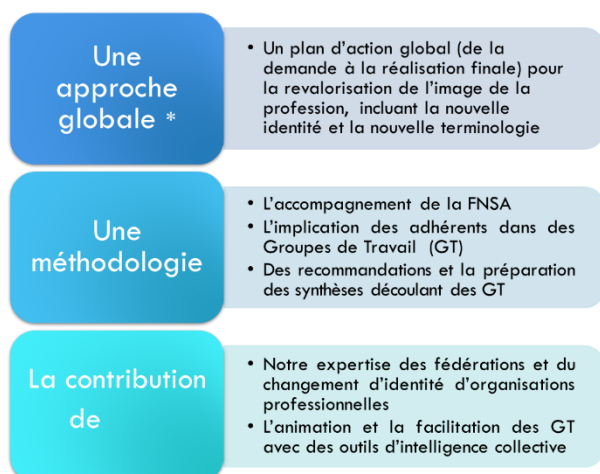 Une
approche
globale *
• Un plan d'action global (de la
demande à la réalisation finale) pour
la revalorisation de l'image de la
profession, incluant la nouvelle
identité et la nouvelle terminologie
Une
méthodologie
• L'accompagnement de la FNSA
• L'implication des adhérents dans des
Groupes de Travail (GT)
• Des recommandations et la préparation
des synthèses découlant des GT
La contribution
de
• Notre expertise des fédérations et du
changement d'identité d'organisations
professionnelles
• L'animation et la facilitation des GT
avec des outils d'intelligence collective